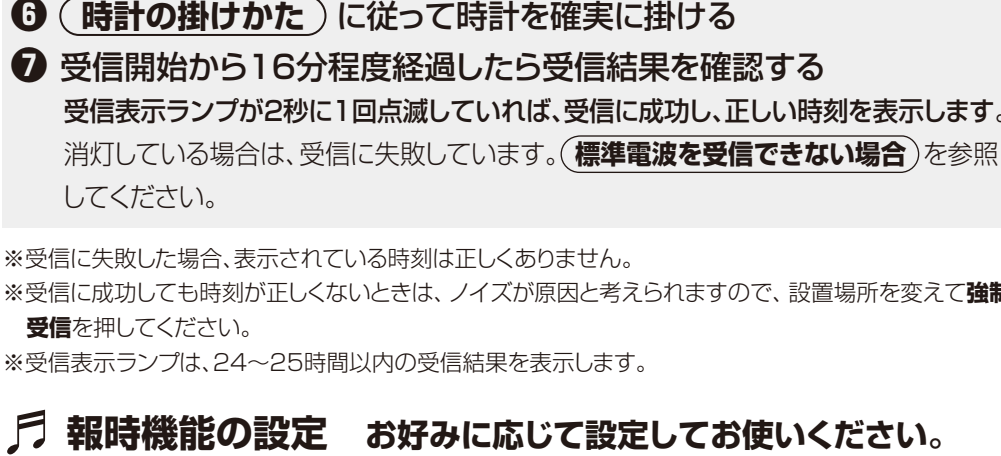 ❻ 時計の掛けかた に従って時計を確実に掛ける
❼ 受信開始から16分程度経過したら受信結果を確認する
受信表示ランプが2秒に1回点滅していれば、受信に成功し、正しい時刻を表示します。
消灯している場合は、受信に失敗しています。標準電波を受信できない場合を参照
してください。
※受信に失敗した場合、表示されている時刻は正しくありません。
※受信に成功しても時刻が正しくないときは、ノイズが原因と考えられますので、設置場所を変えて強制
受信を押してください。
※受信表示ランプは、24〜25時間以内の受信結果を表示します。
♬ 報時機能の設定 お好みに応じて設定してお使いください。